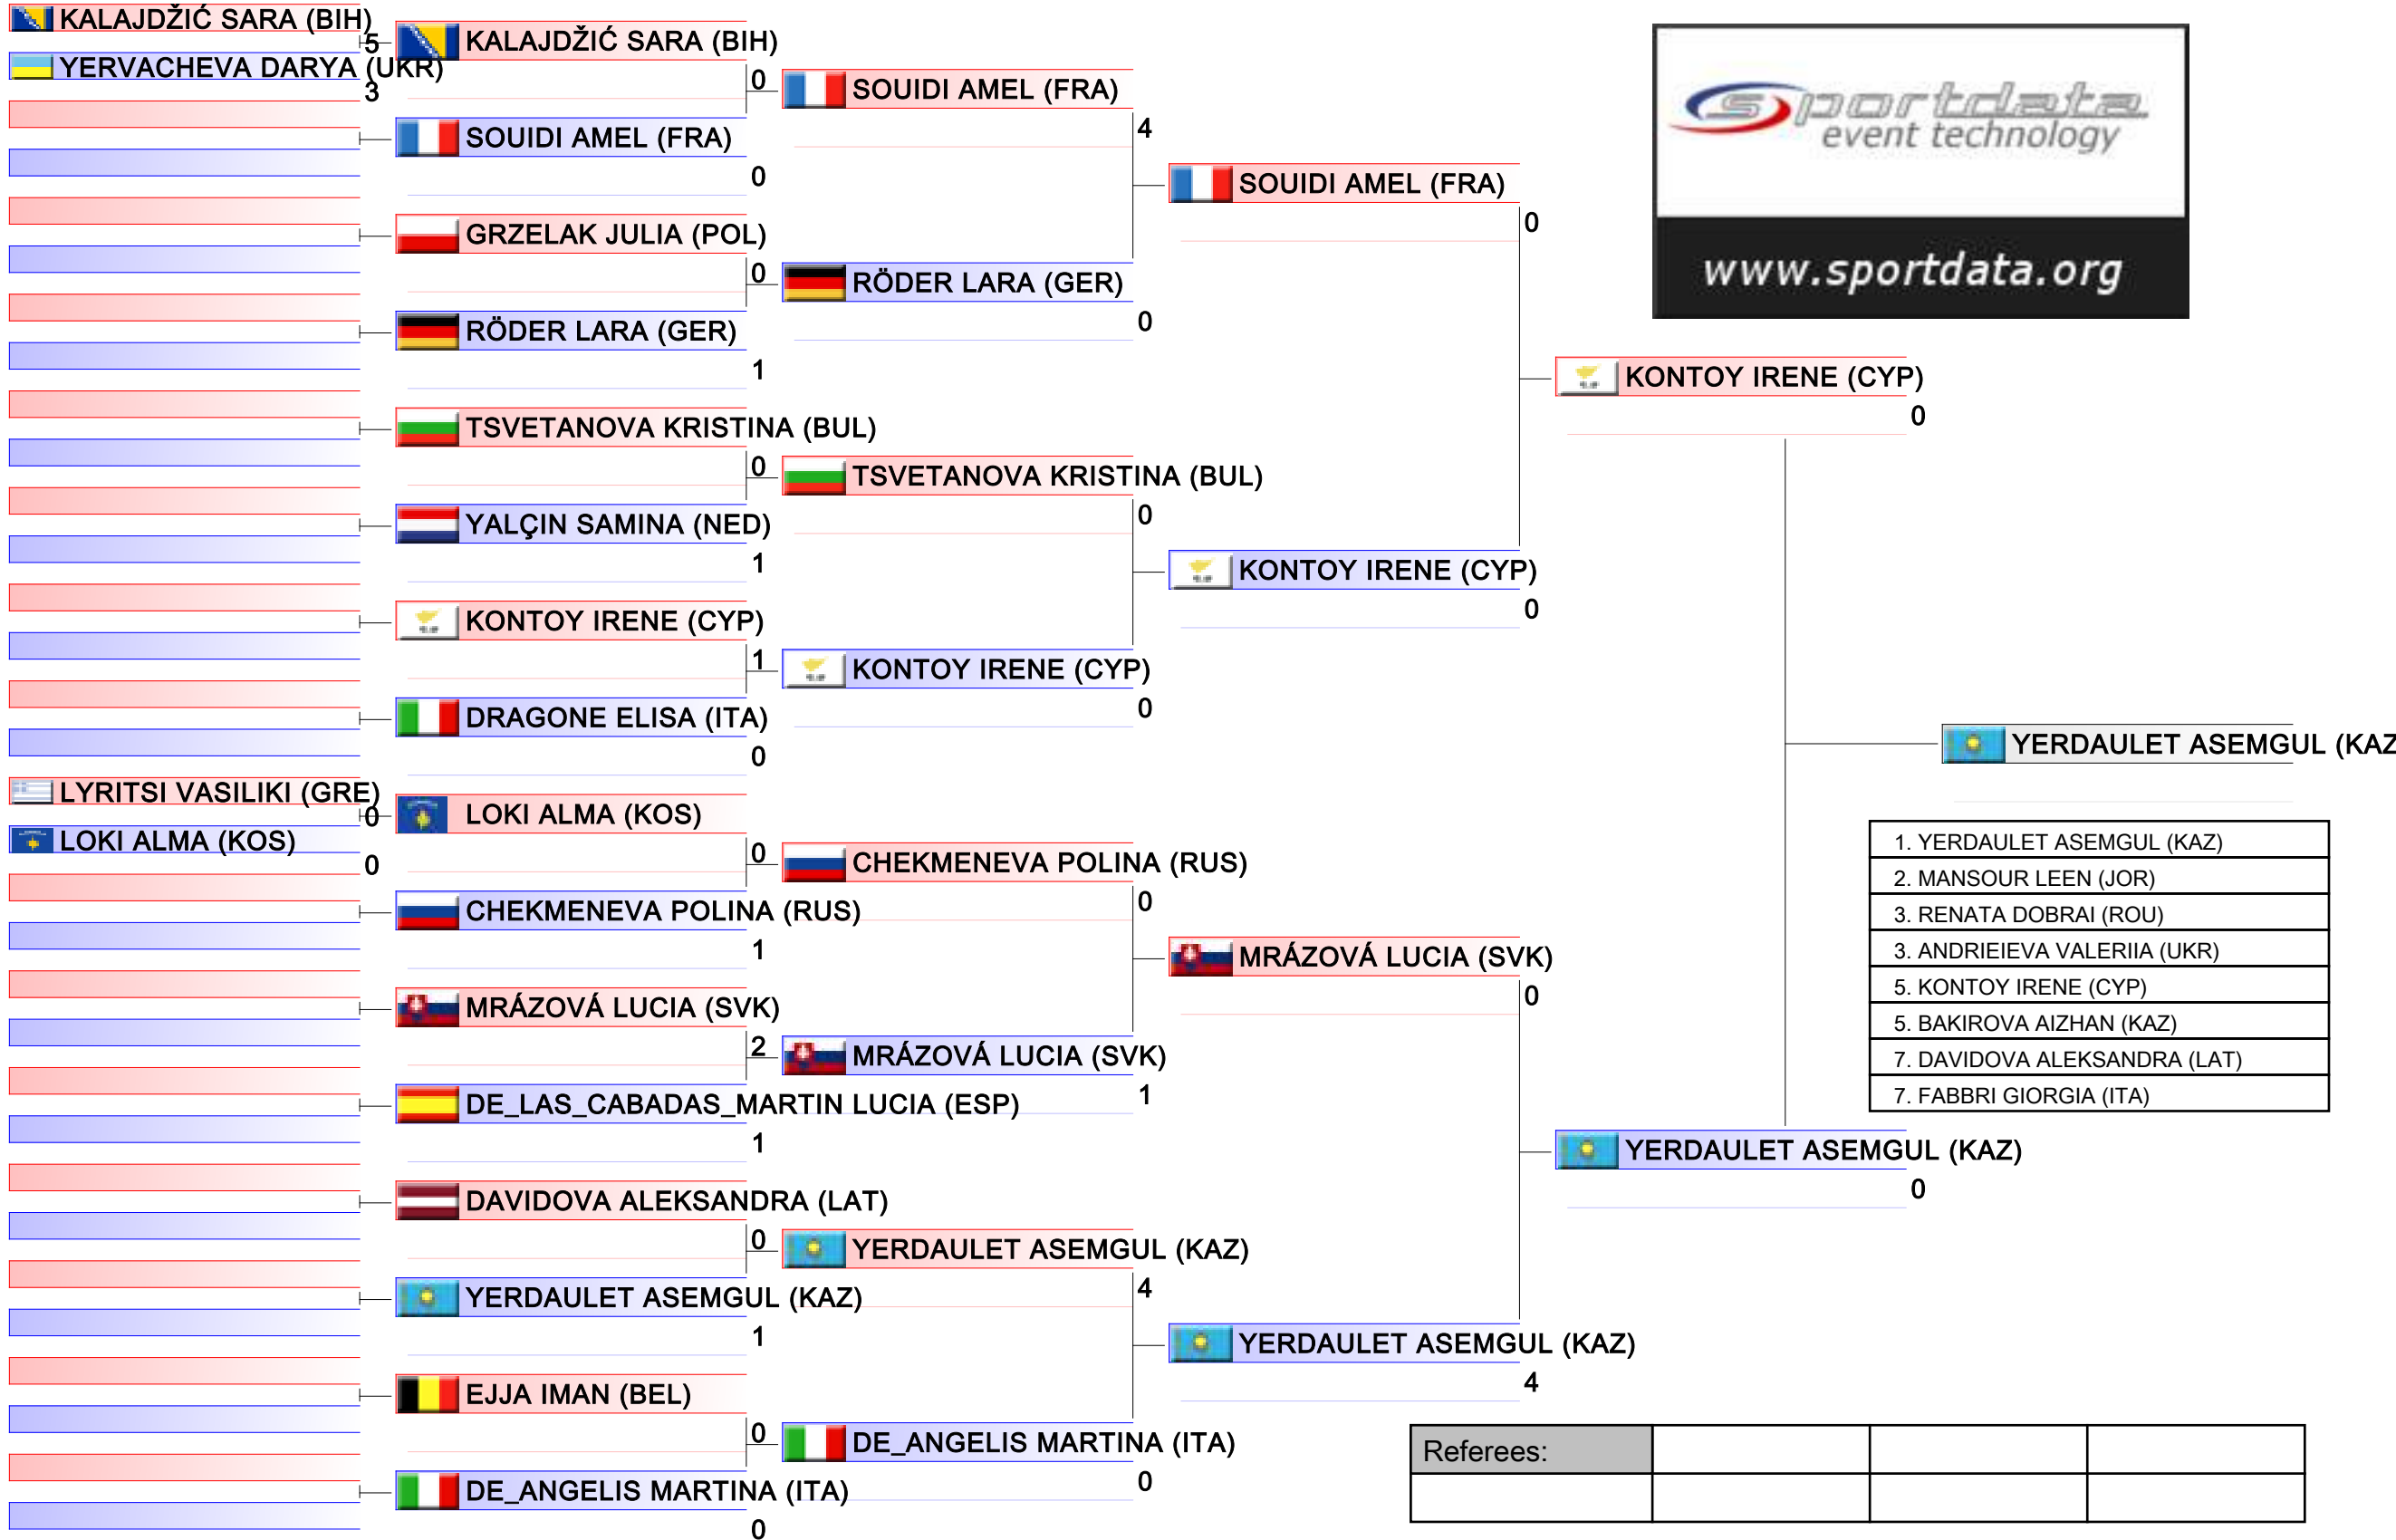 KALAJDŽIĆ SARA (BIH)
5
YERVACHEVA DARYA (UKR)
3
LYRITSI VASILIKI (GRE)
0
LOKI ALMA (KOS)
0
KALAJDŽIĆ SARA (BIH)
0
SOUIDI AMEL (FRA)
0
GRZELAK JULIA (POL)
0
RÖDER LARA (GER)
1
TSVETANOVA KRISTINA (BUL)
0
YALÇIN SAMINA (NED)
1
KONTOY IRENE (CYP)
1
DRAGONE ELISA (ITA)
0
LOKI ALMA (KOS)
0
CHEKMENEVA POLINA (RUS)
1
MRÁZOVÁ LUCIA (SVK)
2
DE_LAS_CABADAS_MARTIN LUCIA (ESP)
1
DAVIDOVA ALEKSANDRA (LAT)
0
YERDAULET ASEMGUL (KAZ)
1
EJJA IMAN (BEL)
0
DE_ANGELIS MARTINA (ITA)
0
SOUIDI AMEL (FRA)
4
RÖDER LARA (GER)
0
TSVETANOVA KRISTINA (BUL)
0
KONTOY IRENE (CYP)
0
CHEKMENEVA POLINA (RUS)
0
MRÁZOVÁ LUCIA (SVK)
1
YERDAULET ASEMGUL (KAZ)
4
DE_ANGELIS MARTINA (ITA)
0
SOUIDI AMEL (FRA)
0
KONTOY IRENE (CYP)
0
MRÁZOVÁ LUCIA (SVK)
0
YERDAULET ASEMGUL (KAZ)
4
KONTOY IRENE (CYP)
0
YERDAULET ASEMGUL (KAZ)
0
YERDAULET ASEMGUL (KAZ
sportdata
event technology
www.sportdata.org
1. YERDAULET ASEMGUL (KAZ)
2. MANSOUR LEEN (JOR)
3. RENATA DOBRAI (ROU)
3. ANDRIEIEVA VALERIIA (UKR)
5. KONTOY IRENE (CYP)
5. BAKIROVA AIZHAN (KAZ)
7. DAVIDOVA ALEKSANDRA (LAT)
7. FABBRI GIORGIA (ITA)
Referees: